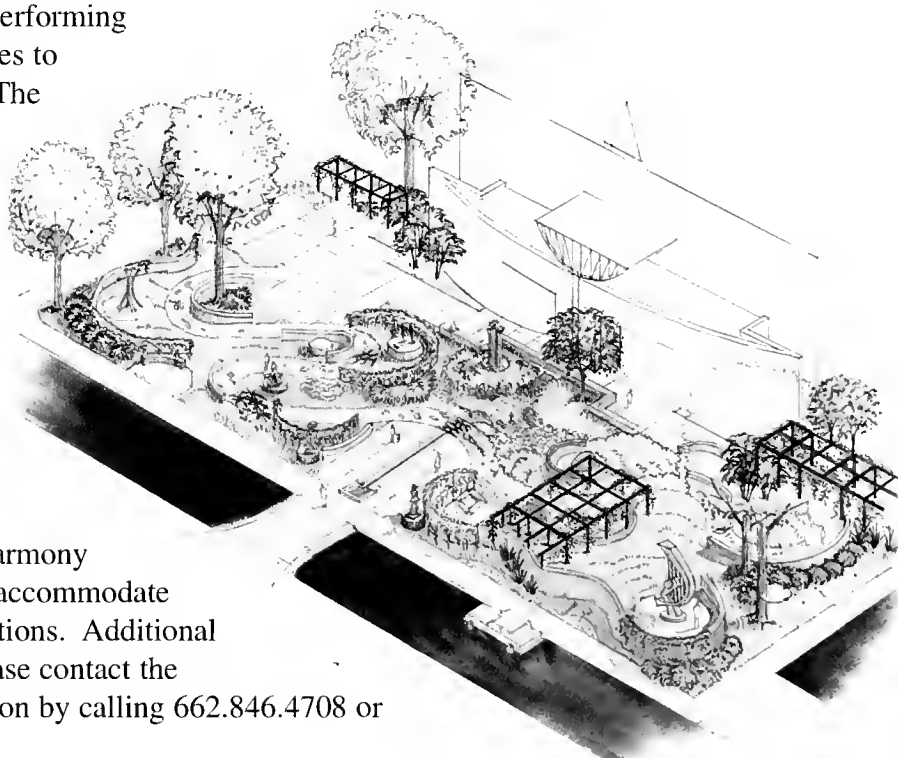 erforming
es to
The
armony
accommodate
tions. Additional
ase contact the
on by calling 662.846.4708 or